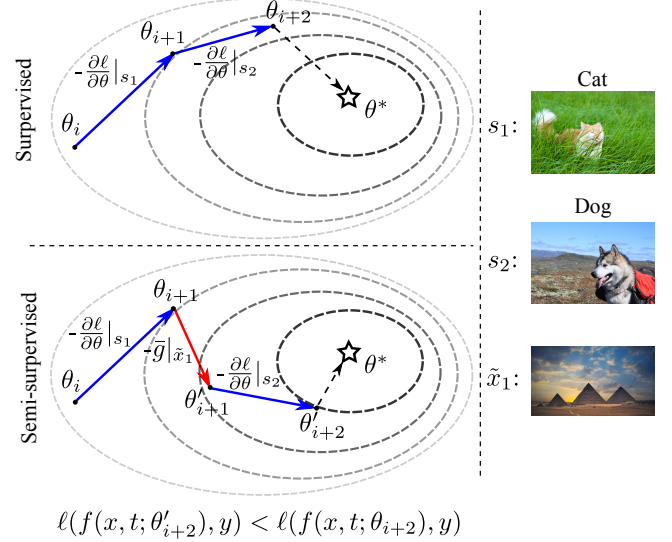 Surpervised
θ_i
-∂ℓ/∂θ|_{s_1}
θ_{i+1}
-∂ℓ/∂θ|_{s_2}
θ_{i+2}
θ*
Semi-surpervised
θ_i
-∂ℓ/∂θ|_{s_1}
θ_{i+1}
-g̅|_{x̃_1}
θ'_{i+1}
-∂ℓ/∂θ|_{s_2}
θ'_{i+2}
θ*
ℓ(f(x, t; θ'_{i+2}), y) < ℓ(f(x, t; θ_{i+2}), y)
Cat
s_1:
Dog
s_2:
x̃_1: